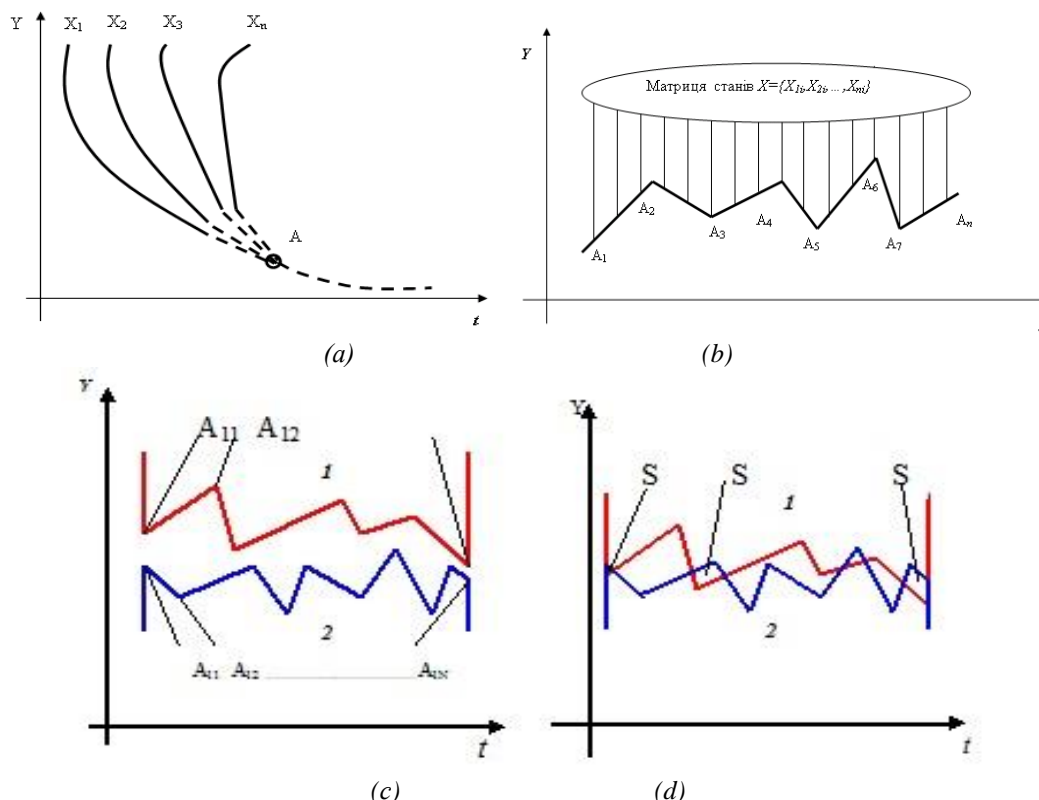 Y X1 X2 X3 Xn
A
t
(a)
Y
Матриця станів X={X1i,X2i, ... ,Xni}
A1 A2 A3 A4 A5 A6 A7 An
(b)
Y
A11 A12
1
2
A11 A12
t
(c)
Y
S S S
1
2
t
(d)